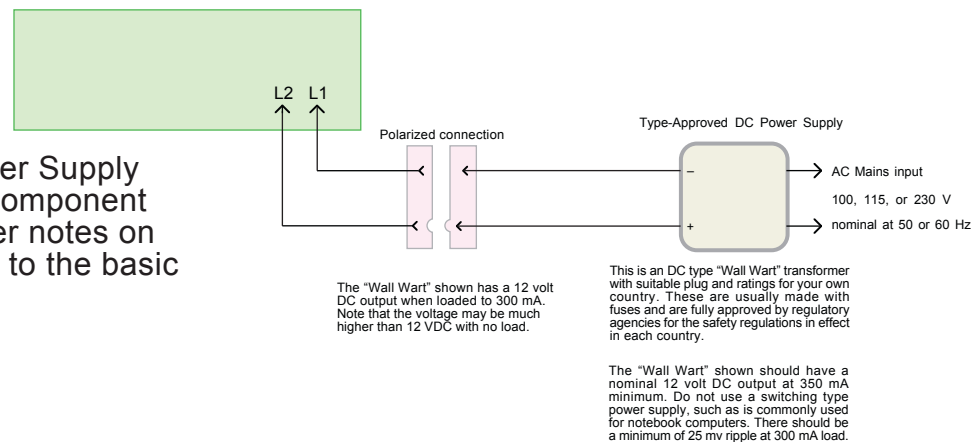 L2 L1
Polarized connection
Type-Approved DC Power Supply
er Supply
omponent
er notes on
to the basic
–
+
AC Mains input
100, 115, or 230 V
nominal at 50 or 60 Hz
The “Wall Wart” shown has a 12 volt
DC output when loaded to 300 mA.
Note that the voltage may be much
higher than 12 VDC with no load.
This is an DC type “Wall Wart” transformer
with suitable plug and ratings for your own
country. These are usually made with
fuses and are fully approved by regulatory
agencies for the safety regulations in effect
in each country.
The “Wall Wart” shown should have a
nominal 12 volt DC output at 350 mA
minimum. Do not use a switching type
power supply, such as is commonly used
for notebook computers. There should be
a minimum of 25 mv ripple at 300 mA load.